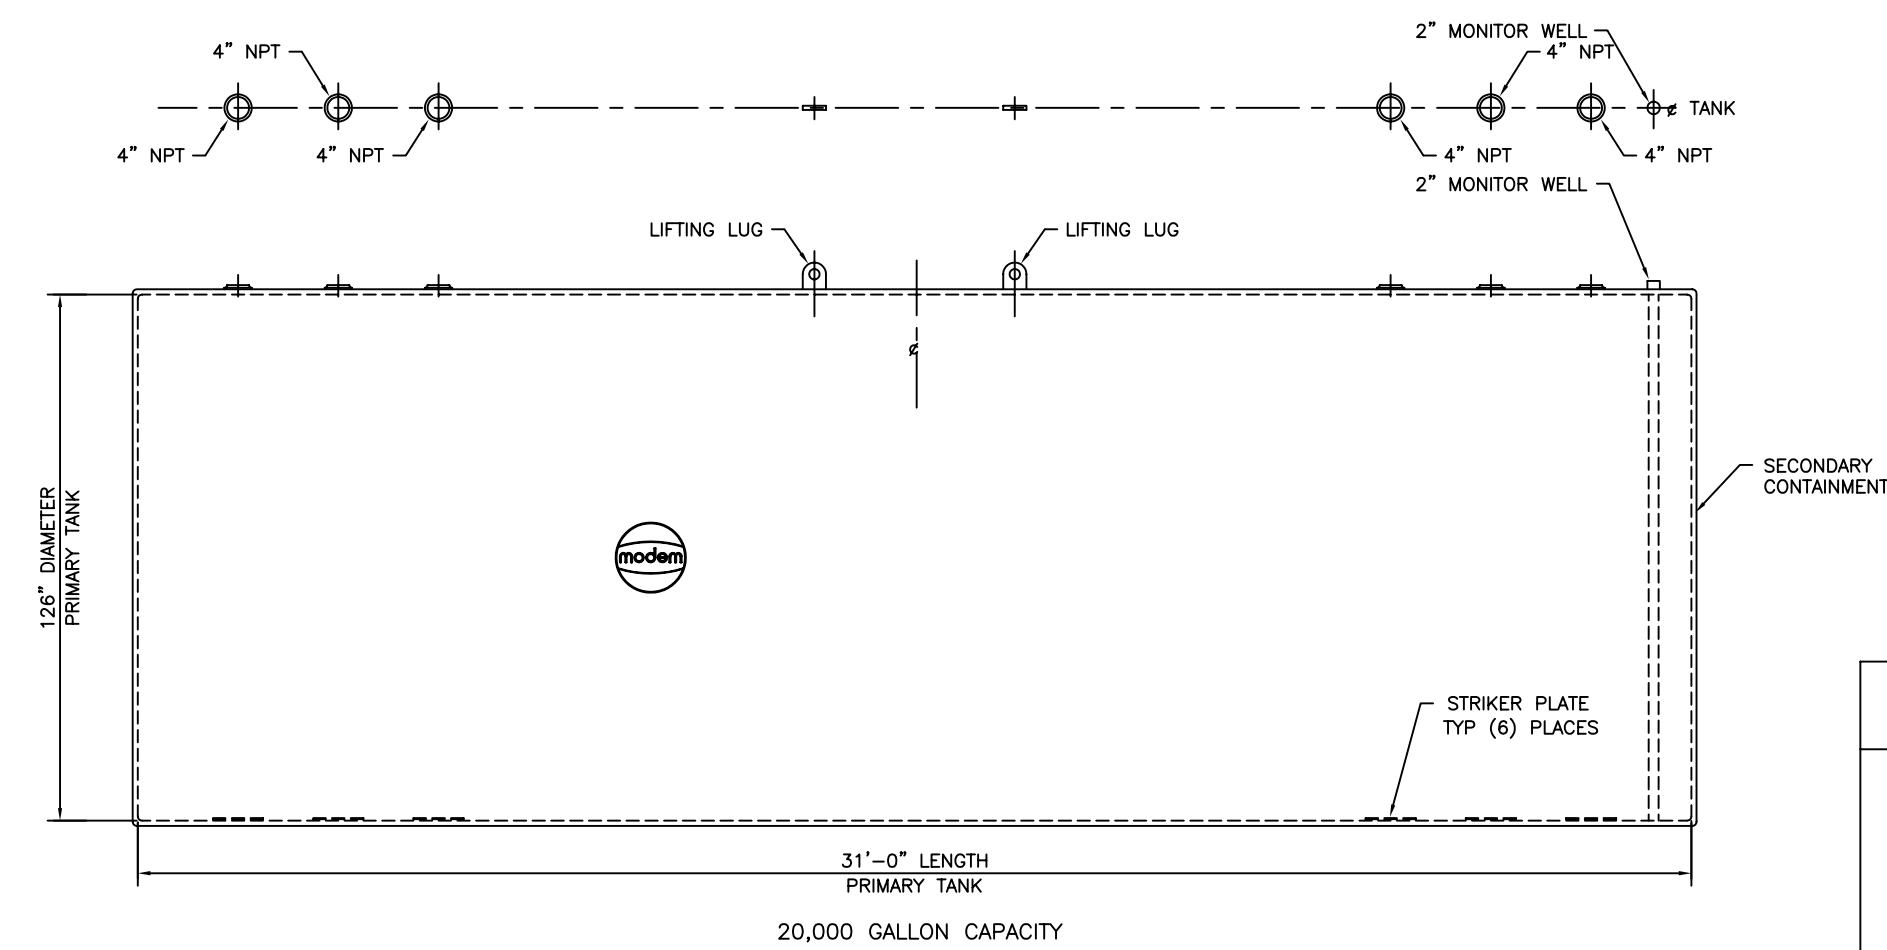 2” MONITOR WELL
4” NPT
4” NPT
¢ TANK
4” NPT
4” NPT
4” NPT
4” NPT
2” MONITOR WELL
LIFTING LUG
LIFTING LUG
¢
SECONDARY
CONTAINMENT
126” DIAMETER
PRIMARY TANK
modern
STRIKER PLATE
TYP (6) PLACES
31’-0” LENGTH
PRIMARY TANK
20,000 GALLON CAPACITY